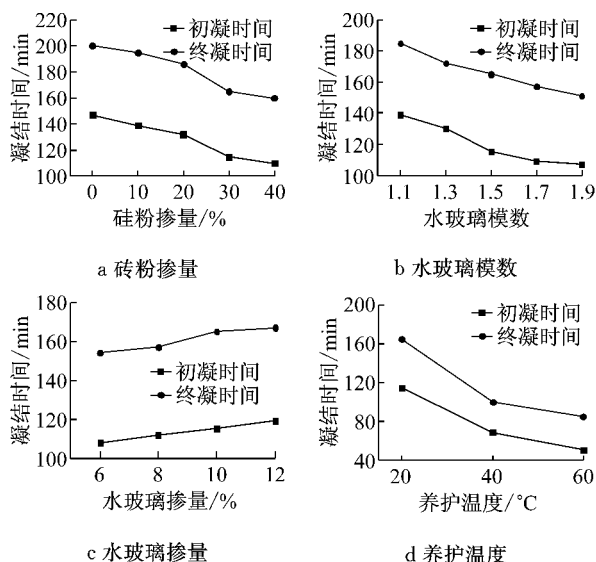 凝结时间/min
220
200
180
160
140
120
100
初凝时间
终凝时间
0 10 20 30 40
硅粉掺量/%
a 砖粉掺量
凝结时间/min
200
180
160
140
120
100
初凝时间
终凝时间
1.1 1.3 1.5 1.7 1.9
水玻璃模数
b 水玻璃模数
凝结时间/min
180
160
140
120
100
初凝时间
终凝时间
6 8 10 12
水玻璃掺量/%
c 水玻璃掺量
凝结时间/min
200
160
120
80
40
初凝时间
终凝时间
20 40 60
养护温度/°C
d 养护温度